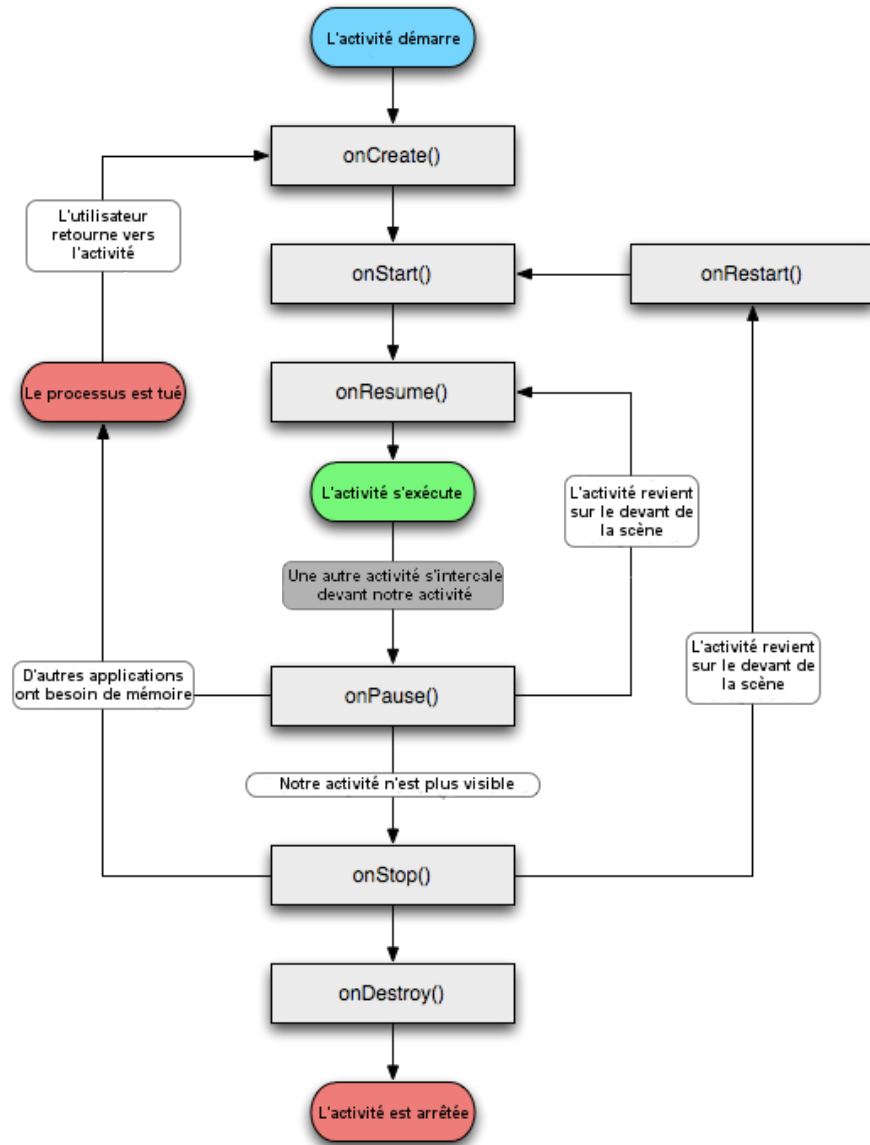 L'activité démarre
onCreate()
L'utilisateur
retourne vers
l'activité
onStart()
onRestart()
Le processus est tué
onResume()
L'activité s'exécute
L'activité revient
sur le devant de
la scène
Une autre activité s'intercale
devant notre activité
L'activité revient
sur le devant de
la scène
D'autres applications
ont besoin de mémoire
onPause()
Notre activité n'est plus visible
onStop()
onDestroy()
L'activité est arrêtée